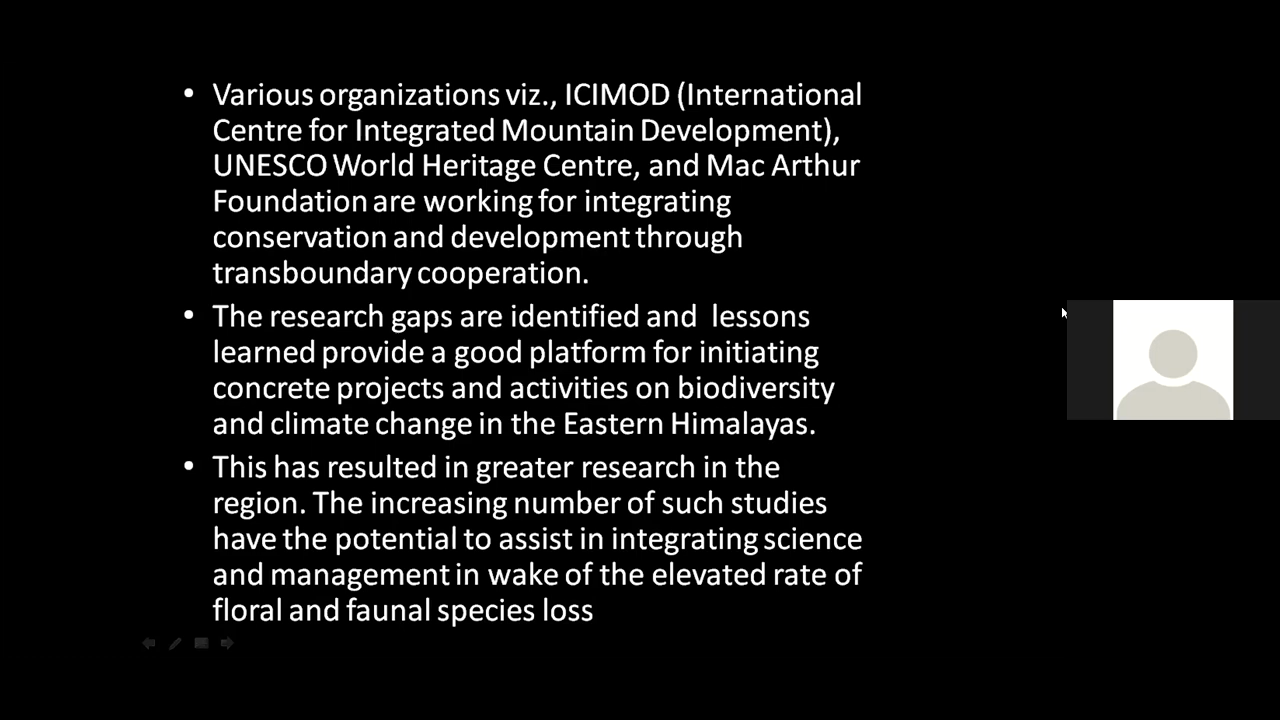 • Various organizations viz., ICIMOD (International
Centre for Integrated Mountain Development),
UNESCO World Heritage Centre, and Mac Arthur
Foundation are working for integrating
conservation and development through
transboundary cooperation.
• The research gaps are identified and  lessons
learned provide a good platform for initiating
concrete projects and activities on biodiversity
and climate change in the Eastern Himalayas.
• This has resulted in greater research in the
region. The increasing number of such studies
have the potential to assist in integrating science
and management in wake of the elevated rate of
floral and faunal species loss